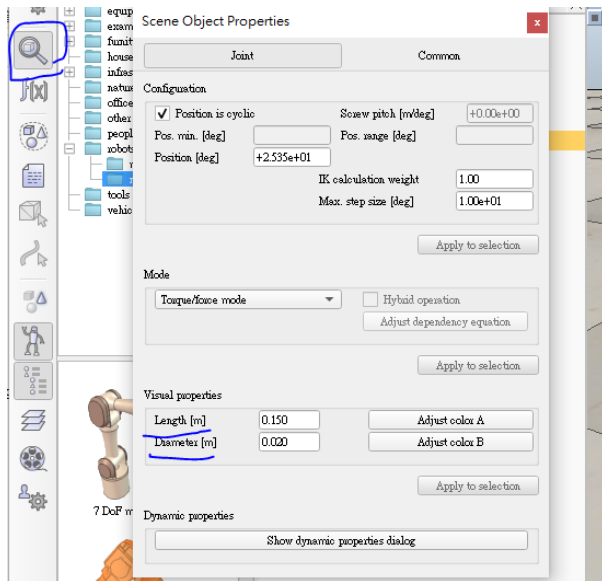 Scene Object Properties
x
equip
exam
furnit
house
infras
natu
office
other
peopl
robots
tools
vehic
f(x)
Joint
Common
Configuration
Position is cyclic
Screw pitch [m/deg]
+0.00e+00
Pos. min. [deg]
Pos. range [deg]
Position [deg]
+2.535e+01
IK calculation weight
1.00
Max. step size [deg]
1.00e+01
Apply to selection
Mode
Torque/force mode
Hybrid operation
Adjust dependency equation
Apply to selection
Visual properties
Length [m]
0.150
Adjust color A
Diameter [m]
0.020
Adjust color B
Apply to selection
7 DoF m
Dynamic properties
Show dynamic properties dialog